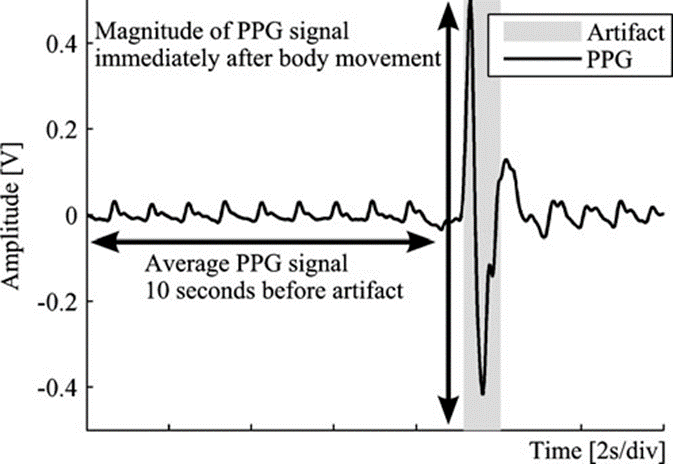 Magnitude of PPG signal
immediately after body movement
Artifact
PPG
0.4
0.2
0
-0.2
-0.4
Amplitude [V]
Average PPG signal
10 seconds before artifact
Time [2s/div]